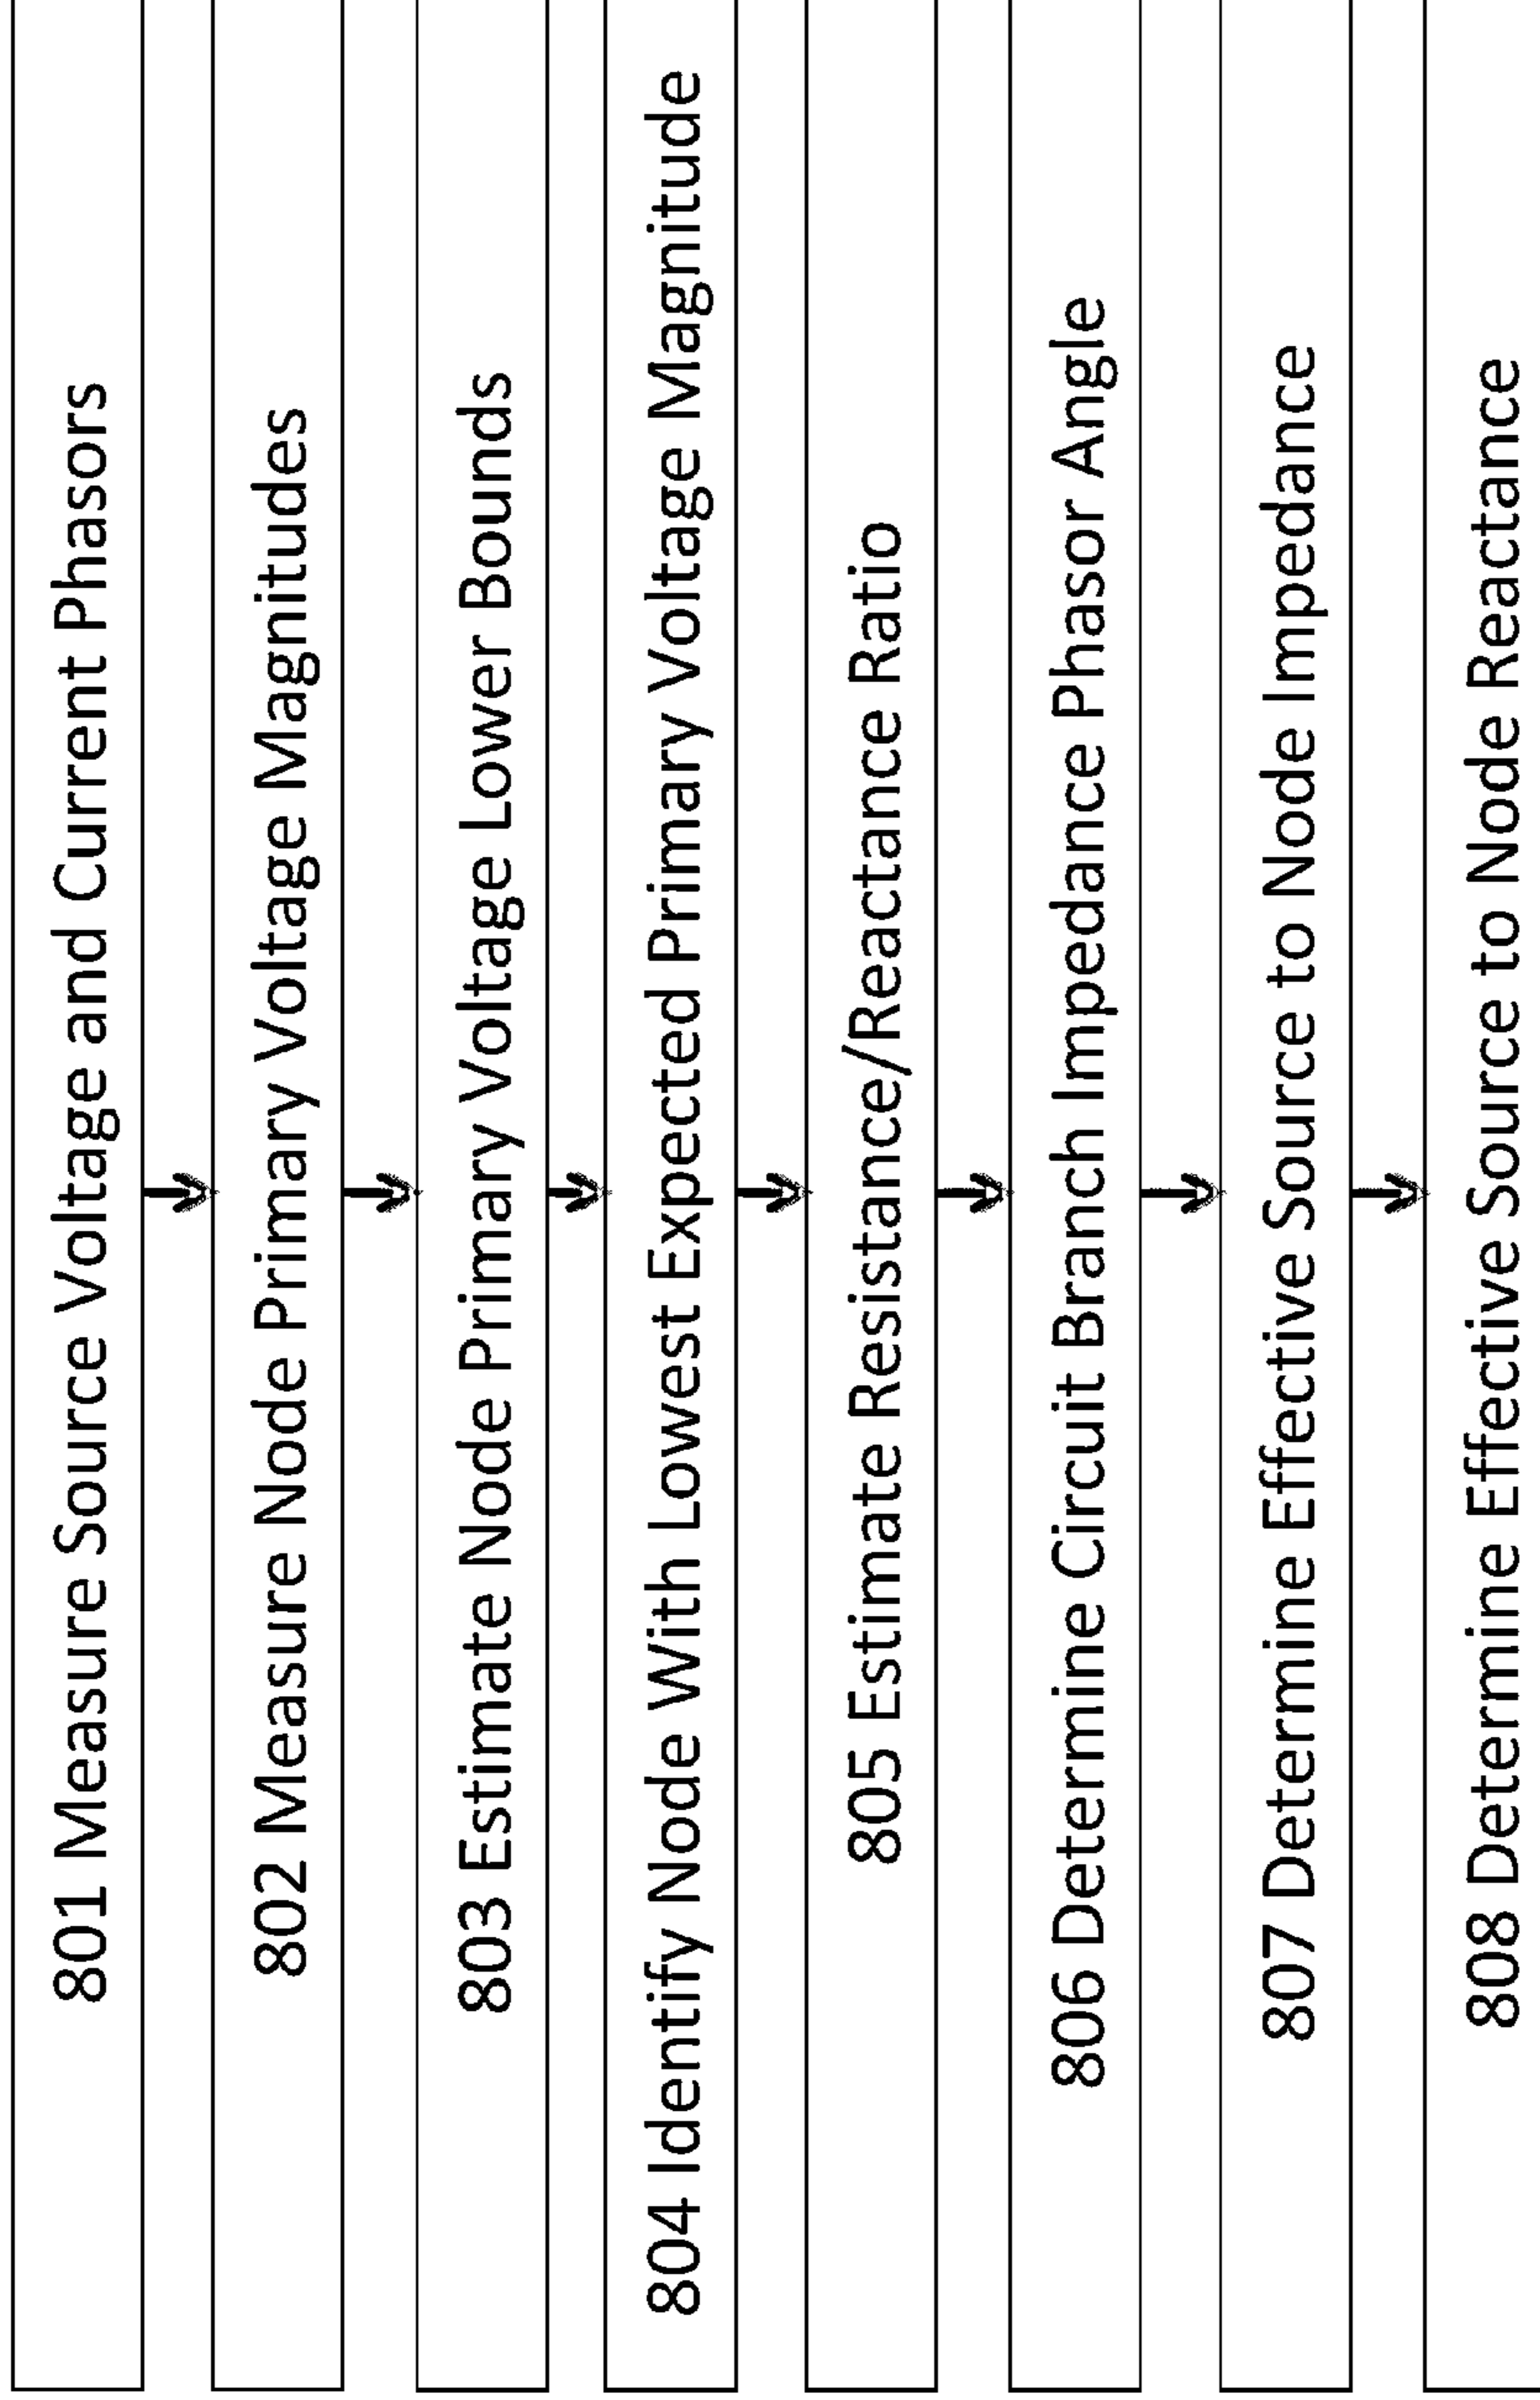 801 Measure Source Voltage and Current Phasors
802 Measure Node Primary Voltage Magnitudes
803 Estimate Node Primary Voltage Lower Bounds
804 Identify Node With Lowest Expected Primary Voltage Magnitude
805 Estimate Resistance/Reactance Ratio
806 Determine Circuit Branch Impedance Phasor Angle
807 Determine Effective Source to Node Impedance
808 Determine Effective Source to Node Reactance